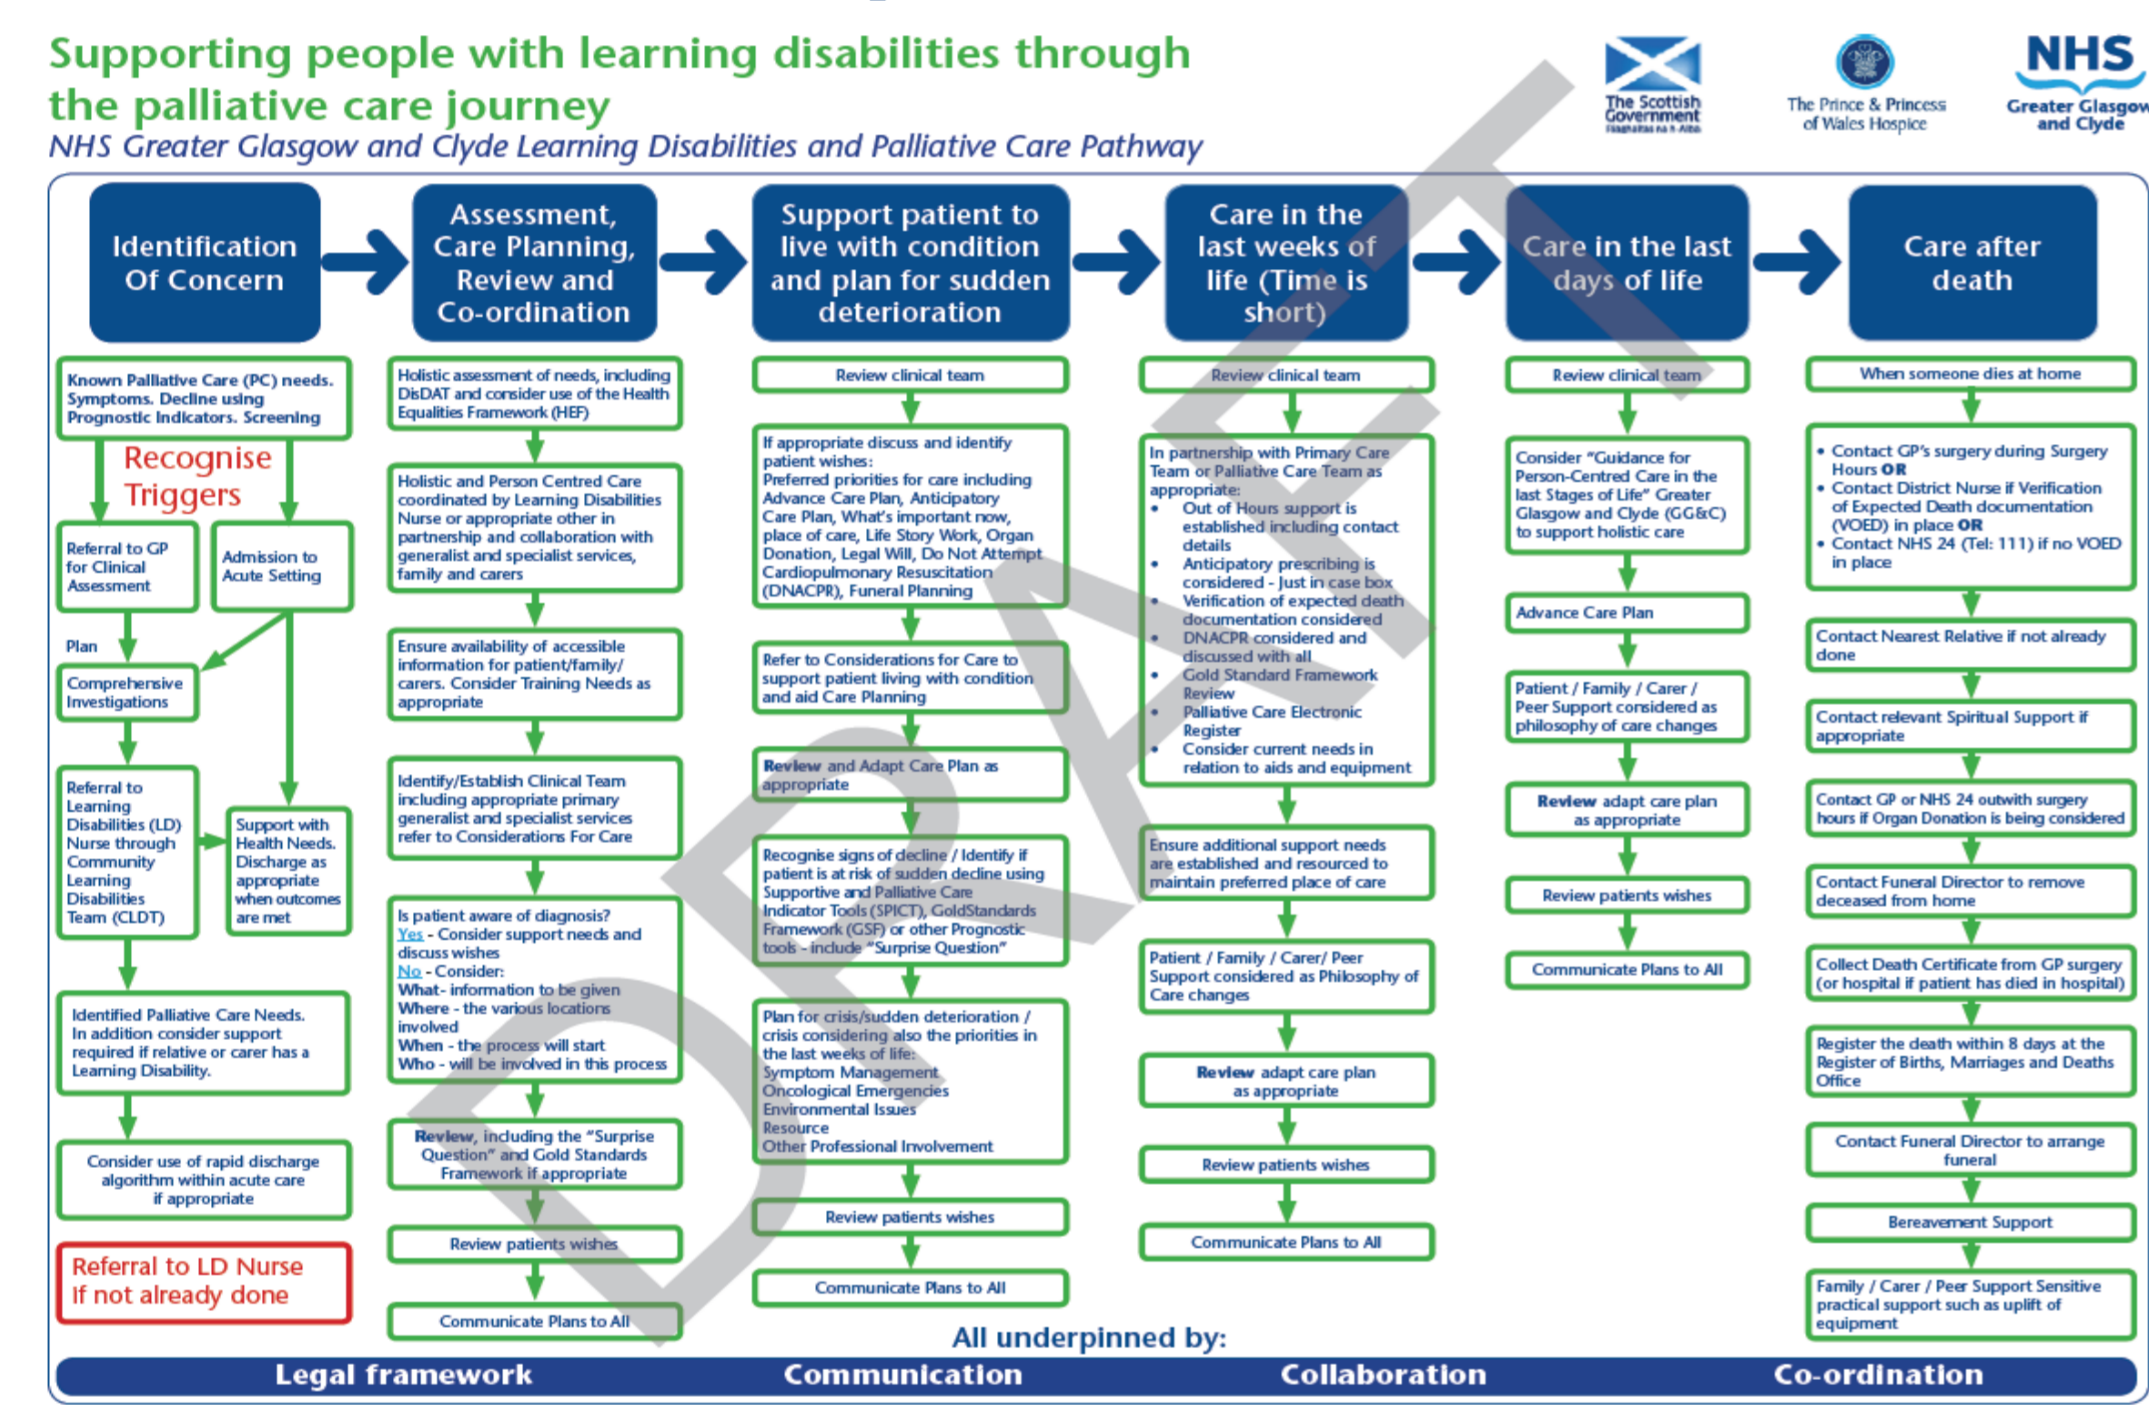 Supporting people with learning disabilities through
the palliative care journey
NHS Greater Glasgow and Clyde Learning Disabilities and Palliative Care Pathway
The Scottish
Government
The Prince & Princess
of Wales Hospice
NHS
Greater Glasgow
and Clyde
Identification
Of Concern
Known Palliative Care (PC) needs.
Symptoms. Decline using
Prognostic Indicators. Screening
Recognise
Triggers
Referral to GP
for Clinical
Assessment
Admission to
Acute Setting
Plan
Comprehensive
Investigations
Referral to
Learning
Disabilities (LD)
Nurse through
Community
Learning
Disabilities
Team (CLDT)
Support with
Health Needs.
Discharge as
appropriate
when outcomes
are met
Identified Palliative Care Needs.
In addition consider support
required if relative or carer has a
Learning Disability.
Consider use of rapid discharge
algorithm within acute care
if appropriate
Referral to LD Nurse
If not already done
Assessment,
Care Planning,
Review and
Co-ordination
Holistic assessment of needs, including
DisDAT and consider use of the Health
Equalities Framework (HEF)
Holistic and Person Centred Care
coordinated by Learning Disabilities
Nurse or appropriate other in
partnership and collaboration with
generalist and specialist services,
family and carers
Ensure availability of accessible
information for patient/family/
carers. Consider Training Needs as
appropriate
Identify/Establish Clinical Team
including appropriate primary
generalist and specialist services
refer to Considerations For Care
Is patient aware of diagnosis?
Yes - Consider support needs and
discuss wishes
No - Consider:
What- information to be given
Where - the various locations
involved
When - the process will start
Who - will be involved in this process
Review, including the "Surprise
Question" and Gold Standards
Framework if appropriate
Review patients wishes
Communicate Plans to All
Support patient to
live with condition
and plan for sudden
deterioration
Review clinical team
If appropriate discuss and identify
patient wishes:
Preferred priorities for care including
Advance Care Plan, Anticipatory
Care Plan, What's important now,
place of care, Life Story Work, Organ
Donation, Legal Will, Do Not Attempt
Cardiopulmonary Resuscitation
(DNACPR), Funeral Planning
Refer to Considerations for Care to
support patient living with condition
and aid Care Planning
Review and Adapt Care Plan as
appropriate
Recognise signs of decline / Identify if
patient is at risk of sudden decline using
Supportive and Palliative Care
Indicator Tools (SPICT), GoldStandards
Framework (GSF) or other Prognostic
tools - include "Surprise Question"
Plan for crisis/sudden deterioration /
crisis considering also the priorities in
the last weeks of life:
Symptom Management
Oncological Emergencies
Environmental Issues
Resource
Other Professional Involvement
Review patients wishes
Communicate Plans to All
Care in the
last weeks of
life (Time is
short)
Review clinical team
In partnership with Primary Care
Team or Palliative Care Team as
appropriate:
• Out of Hours support is
established including contact
details
• Anticipatory prescribing is
considered - Just in case box
• Verification of expected death
documentation considered
• DNACPR considered and
discussed with all
• Gold Standard Framework
Review
• Palliative Care Electronic
Register
• Consider current needs in
relation to aids and equipment
Ensure additional support needs
are established and resourced to
maintain preferred place of care
Patient / Family / Carer/ Peer
Support considered as Philosophy of
Care changes
Review adapt care plan
as appropriate
Review patients wishes
Communicate Plans to All
Care in the last
days of life
Review clinical team
Consider "Guidance for
Person-Centred Care in the
last Stages of Life" Greater
Glasgow and Clyde (GG&C)
to support holistic care
Advance Care Plan
Patient / Family / Carer /
Peer Support considered as
philosophy of care changes
Review adapt care plan
as appropriate
Review patients wishes
Communicate Plans to All
Care after
death
When someone dies at home
• Contact GP's surgery during Surgery
Hours OR
• Contact District Nurse if Verification
of Expected Death documentation
(VOED) in place OR
• Contact NHS 24 (Tel: 111) if no VOED
in place
Contact Nearest Relative if not already
done
Contact relevant Spiritual Support if
appropriate
Contact GP or NHS 24 outwith surgery
hours if Organ Donation is being considered
Contact Funeral Director to remove
deceased from home
Collect Death Certificate from GP surgery
(or hospital if patient has died in hospital)
Register the death within 8 days at the
Register of Births, Marriages and Deaths
Office
Contact Funeral Director to arrange
funeral
Bereavement Support
Family / Carer / Peer Support Sensitive
practical support such as uplift of
equipment
DRAFT
All underpinned by:
Legal framework Communication Collaboration Co-ordination